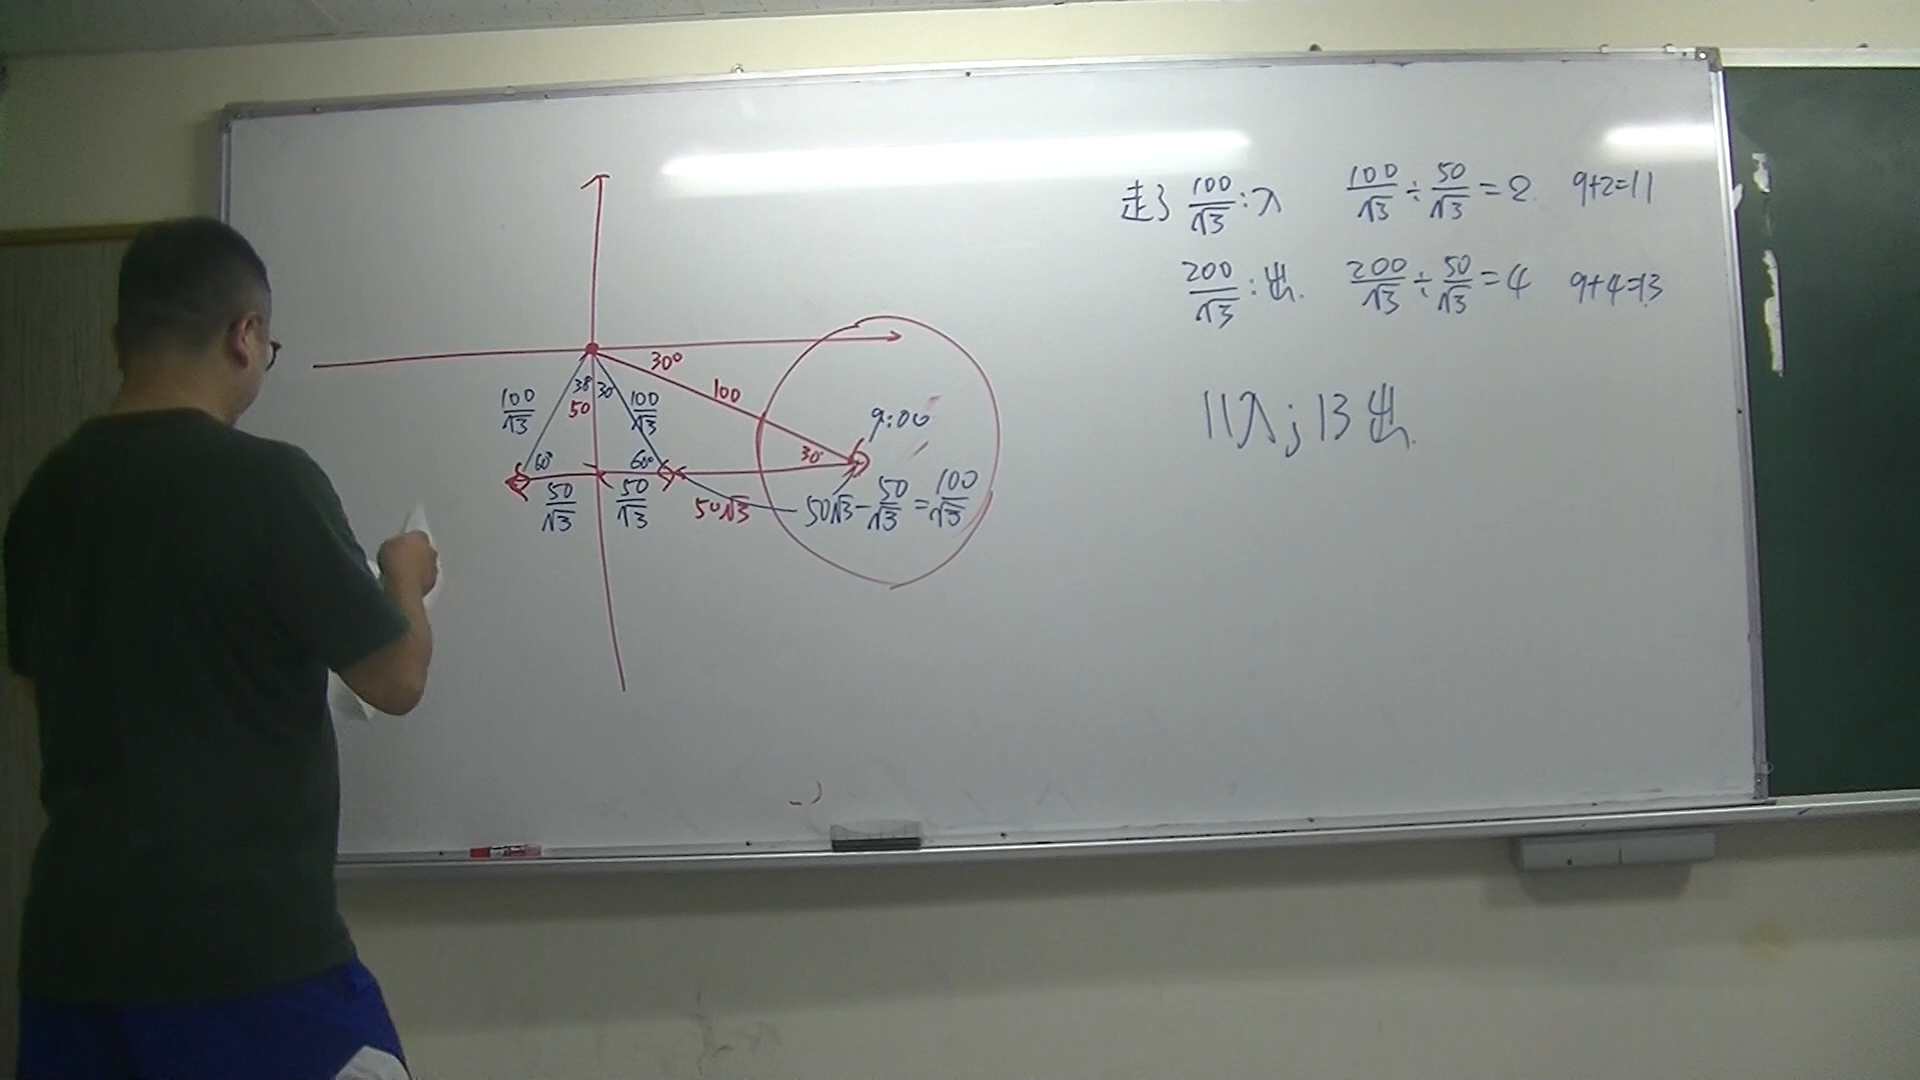 走了 100/√3 : 入 100/√3 ÷ 50/√3 = 2 9+2=11
200/√3 : 出. 200/√3 ÷ 50/√3 = 4 9+4=13
11入; 13出.
30°
100
38 30
100/√3 50 100/√3
9:00
60° 60° 30°
50/√3 50/√3 50√3 50√3 - 50/√3 = 100/√3